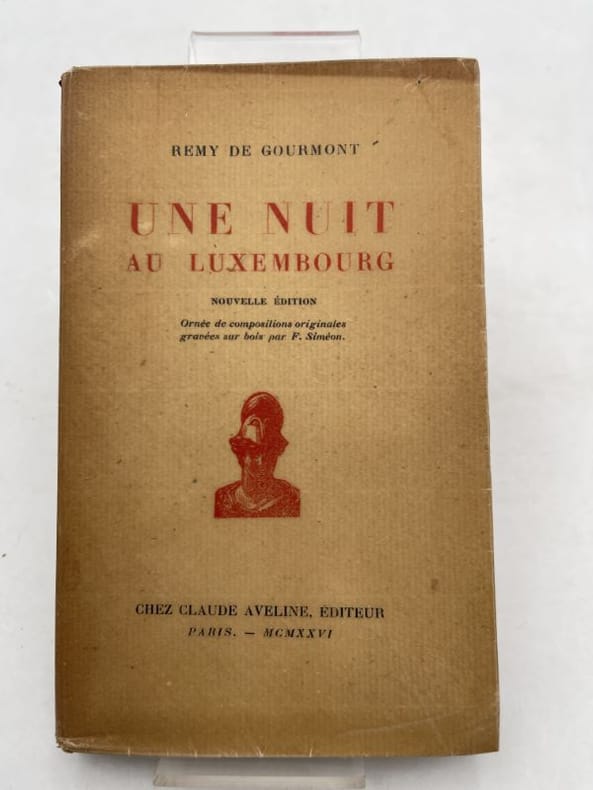 REMY DE GOURMONT
UNE NUIT
AU LUXEMBOURG
NOUVELLE ÉDITION
Ornée de compositions originales
gravées sur bois par F. Siméon.
CHEZ CLAUDE AVELINE, ÉDITEUR
PARIS. — MCMXXVI